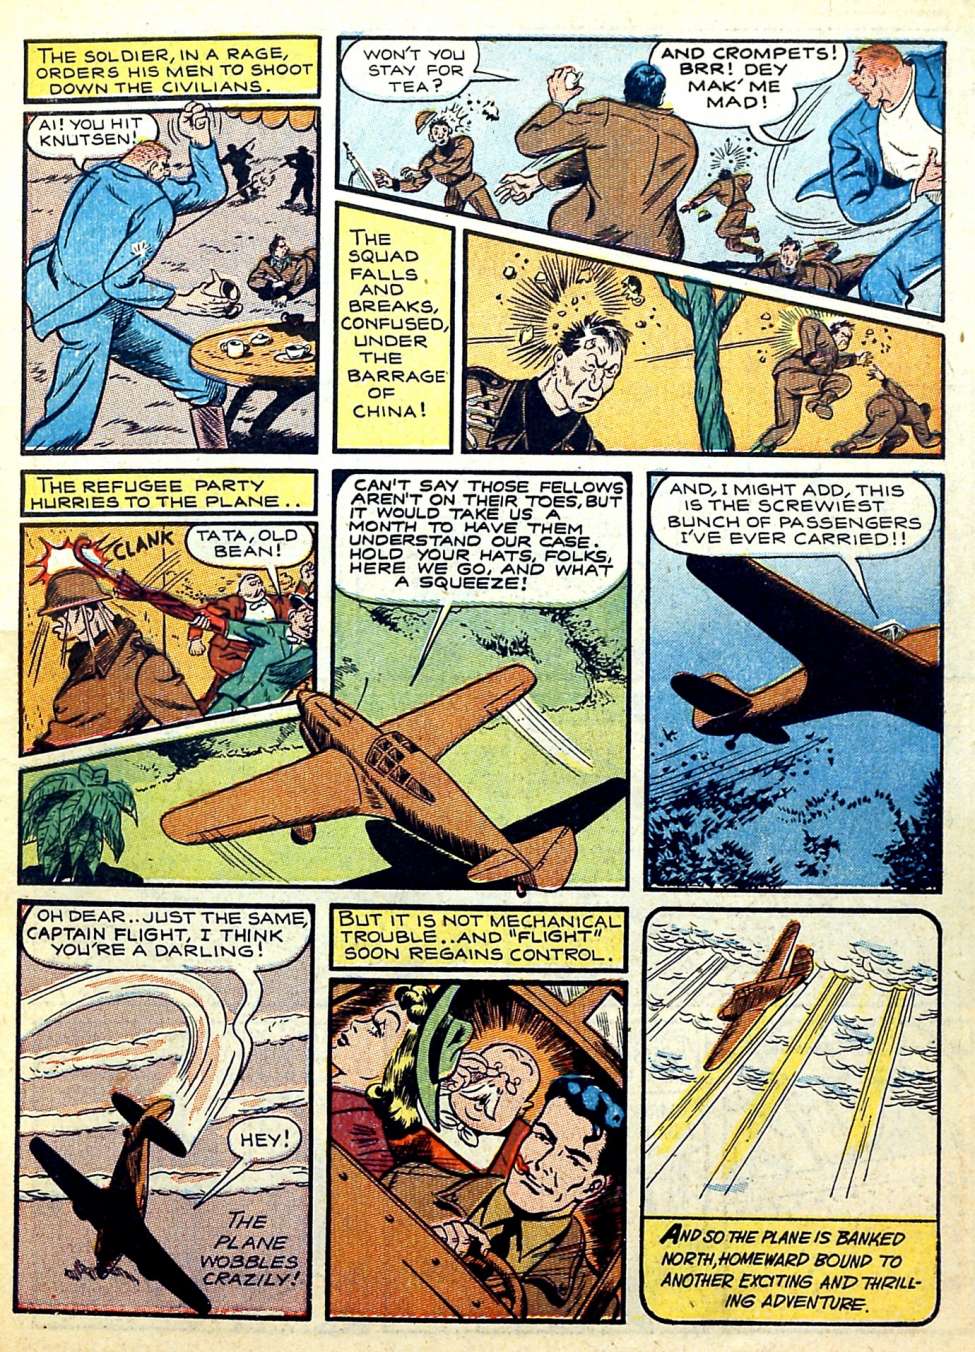 THE SOLDIER, IN A RAGE,
ORDERS HIS MEN TO SHOOT
DOWN THE CIVILIANS.
AI! YOU HIT
KNUTSEN!
WON'T YOU
STAY FOR
TEA?
AND CROMPETS!
BRR! DEY
MAK' ME
MAD!
THE
SQUAD
FALLS
AND
BREAKS,
CONFUSED,
UNDER
THE
BARRAGE
OF
CHINA!
THE REFUGEE PARTY
HURRIES TO THE PLANE..
CLANK
TATA, OLD
BEAN!
CAN'T SAY THOSE FELLOWS
AREN'T ON THEIR TOES, BUT
IT WOULD TAKE US A
MONTH TO HAVE THEM
UNDERSTAND OUR CASE.
HOLD YOUR HATS, FOLKS,
HERE WE GO, AND WHAT
A SQUEEZE!
AND, I MIGHT ADD, THIS
IS THE SCREWIEST
BUNCH OF PASSENGERS
I'VE EVER CARRIED!!
OH DEAR..JUST THE SAME,
CAPTAIN FLIGHT, I THINK
YOU'RE A DARLING!
HEY!
THE
PLANE
WOBBLES
CRAZILY!
BUT IT IS NOT MECHANICAL
TROUBLE..AND "FLIGHT"
SOON REGAINS CONTROL.
AND SO THE PLANE IS BANKED
NORTH, HOMEWARD BOUND TO
ANOTHER EXCITING AND THRILL-
ING ADVENTURE.